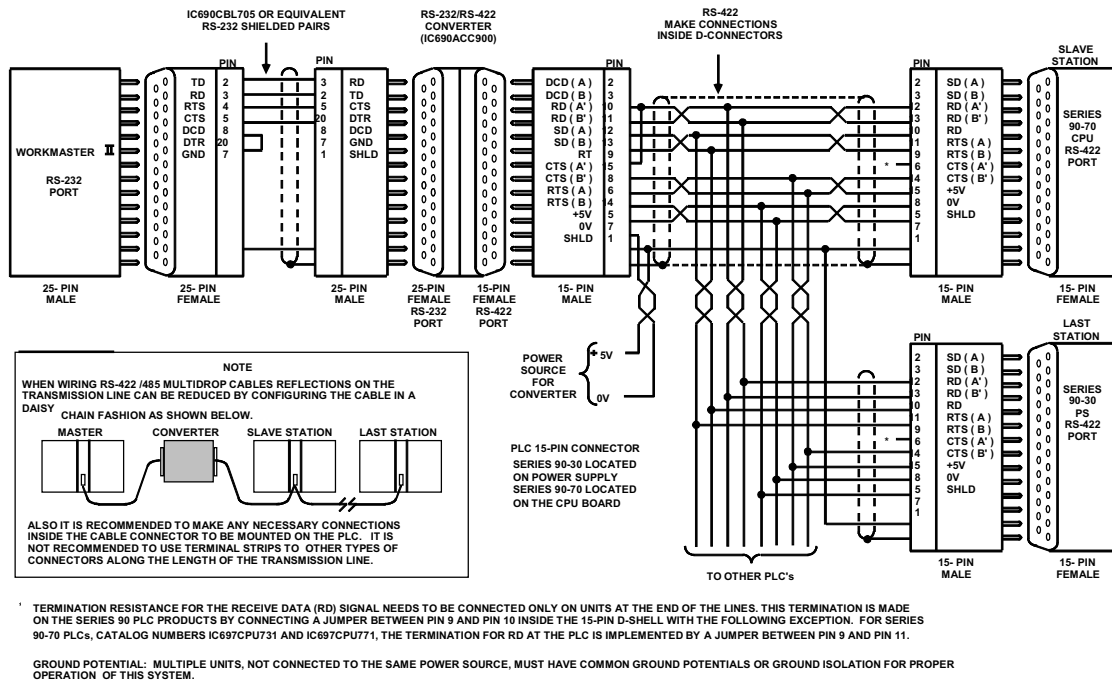 IC690CBL705 OR EQUIVALENT
RS-232 SHIELDED PAIRS
RS-232/RS-422
CONVERTER
(IC690ACC900)
RS-422
MAKE CONNECTIONS
INSIDE D-CONNECTORS
WORKMASTER II
RS-232
PORT
25- PIN
MALE
PIN
TD 2
RD 3
RTS 4
CTS 5
DCD 8
DTR 20
GND 7
25- PIN
FEMALE
PIN
3 RD
2 TD
5 CTS
20 DTR
8 DCD
7 GND
1 SHLD
25- PIN
MALE
25-PIN
FEMALE
RS-232
PORT
15-PIN
FEMALE
RS-422
PORT
PIN
DCD ( A ) 2
DCD ( B ) 3
RD ( A' ) 10
RD ( B' ) 11
SD ( A ) 12
SD ( B ) 13
RT 9
CTS ( A' ) 15
CTS ( B' ) 8
RTS ( A ) 6
RTS ( B ) 14
+5V 5
0V 7
SHLD 1
15- PIN
MALE
SLAVE
STATION
PIN
2 SD ( A )
3 SD ( B )
12 RD ( A' )
13 RD ( B' )
10 RD
11 RTS ( A )
9 RTS ( B )
* 6 CTS ( A' )
14 CTS ( B' )
15 +5V
8 0V
5 SHLD
7
1
SERIES
90-70
CPU
RS-422
PORT
15- PIN
MALE
15- PIN
FEMALE
LAST
STATION
PIN
2 SD ( A )
3 SD ( B )
12 RD ( A' )
13 RD ( B' )
10 RD
11 RTS ( A )
9 RTS ( B )
* 6 CTS ( A' )
14 CTS ( B' )
15 +5V
8 0V
5 SHLD
7
1
SERIES
90-30
PS
RS-422
PORT
15- PIN
MALE
15- PIN
FEMALE
POWER
SOURCE
FOR
CONVERTER
+ 5V
0V
PLC 15-PIN CONNECTOR
SERIES 90-30 LOCATED
ON POWER SUPPLY
SERIES 90-70 LOCATED
ON THE CPU BOARD
TO OTHER PLC's
NOTE
WHEN WIRING RS-422 /485 MULTIDROP CABLES REFLECTIONS ON THE
TRANSMISSION LINE CAN BE REDUCED BY CONFIGURING THE CABLE IN A
DAISY
CHAIN FASHION AS SHOWN BELOW.
MASTER CONVERTER SLAVE STATION LAST STATION
ALSO IT IS RECOMMENDED TO MAKE ANY NECESSARY CONNECTIONS
INSIDE THE CABLE CONNECTOR TO BE MOUNTED ON THE PLC. IT IS
NOT RECOMMENDED TO USE TERMINAL STRIPS TO OTHER TYPES OF
CONNECTORS ALONG THE LENGTH OF THE TRANSMISSION LINE.
' TERMINATION RESISTANCE FOR THE RECEIVE DATA (RD) SIGNAL NEEDS TO BE CONNECTED ONLY ON UNITS AT THE END OF THE LINES. THIS TERMINATION IS MADE
ON THE SERIES 90 PLC PRODUCTS BY CONNECTING A JUMPER BETWEEN PIN 9 AND PIN 10 INSIDE THE 15-PIN D-SHELL WITH THE FOLLOWING EXCEPTION. FOR SERIES
90-70 PLCs, CATALOG NUMBERS IC697CPU731 AND IC697CPU771, THE TERMINATION FOR RD AT THE PLC IS IMPLEMENTED BY A JUMPER BETWEEN PIN 9 AND PIN 11.
GROUND POTENTIAL: MULTIPLE UNITS, NOT CONNECTED TO THE SAME POWER SOURCE, MUST HAVE COMMON GROUND POTENTIALS OR GROUND ISOLATION FOR PROPER
OPERATION OF THIS SYSTEM.